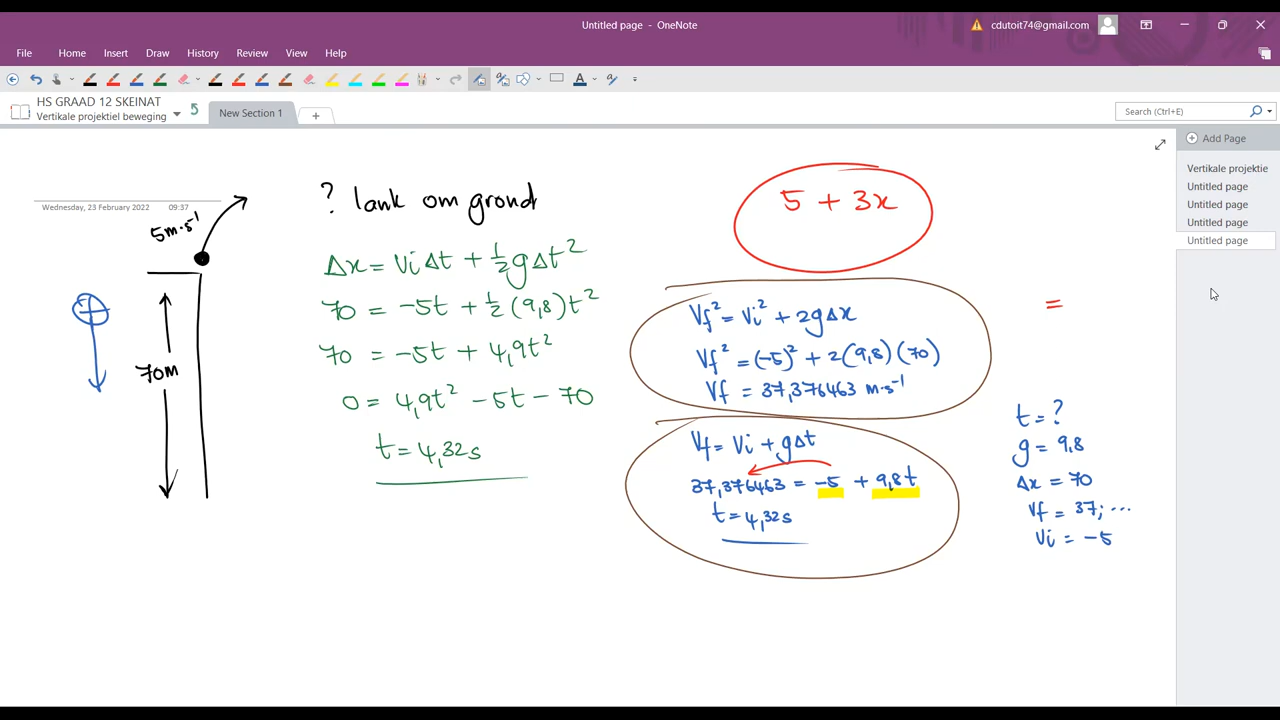 Untitled page - OneNote
cdutoit74@gmail.com
File Home Insert Draw History Review View Help
HS GRAAD 12 SKEINAT
Vertikale projektiel beweging
5
New Section 1
+
Search (Ctrl+E)
Add Page
Vertikale projektie
Untitled page
Untitled page
Untitled page
Untitled page
Wednesday, 23 February 2022 09:37
5m·s⁻¹
70m
? lank om grond
Δx = ViΔt + ½gΔt²
70 = -5t + ½(9,8)t²
70 = -5t + 4,9t²
0 = 4,9t² - 5t - 70
t = 4,32s
5 + 3x
Vf² = Vi² + 2gΔx
Vf² = (-5)² + 2(9,8)(70)
Vf = 37,376463 m·s⁻¹
Vf = Vi + gΔt
37,376463 = -5 + 9,8t
t = 4,32s
=
t = ?
g = 9,8
Δx = 70
Vf = 37; ...
Vi = -5